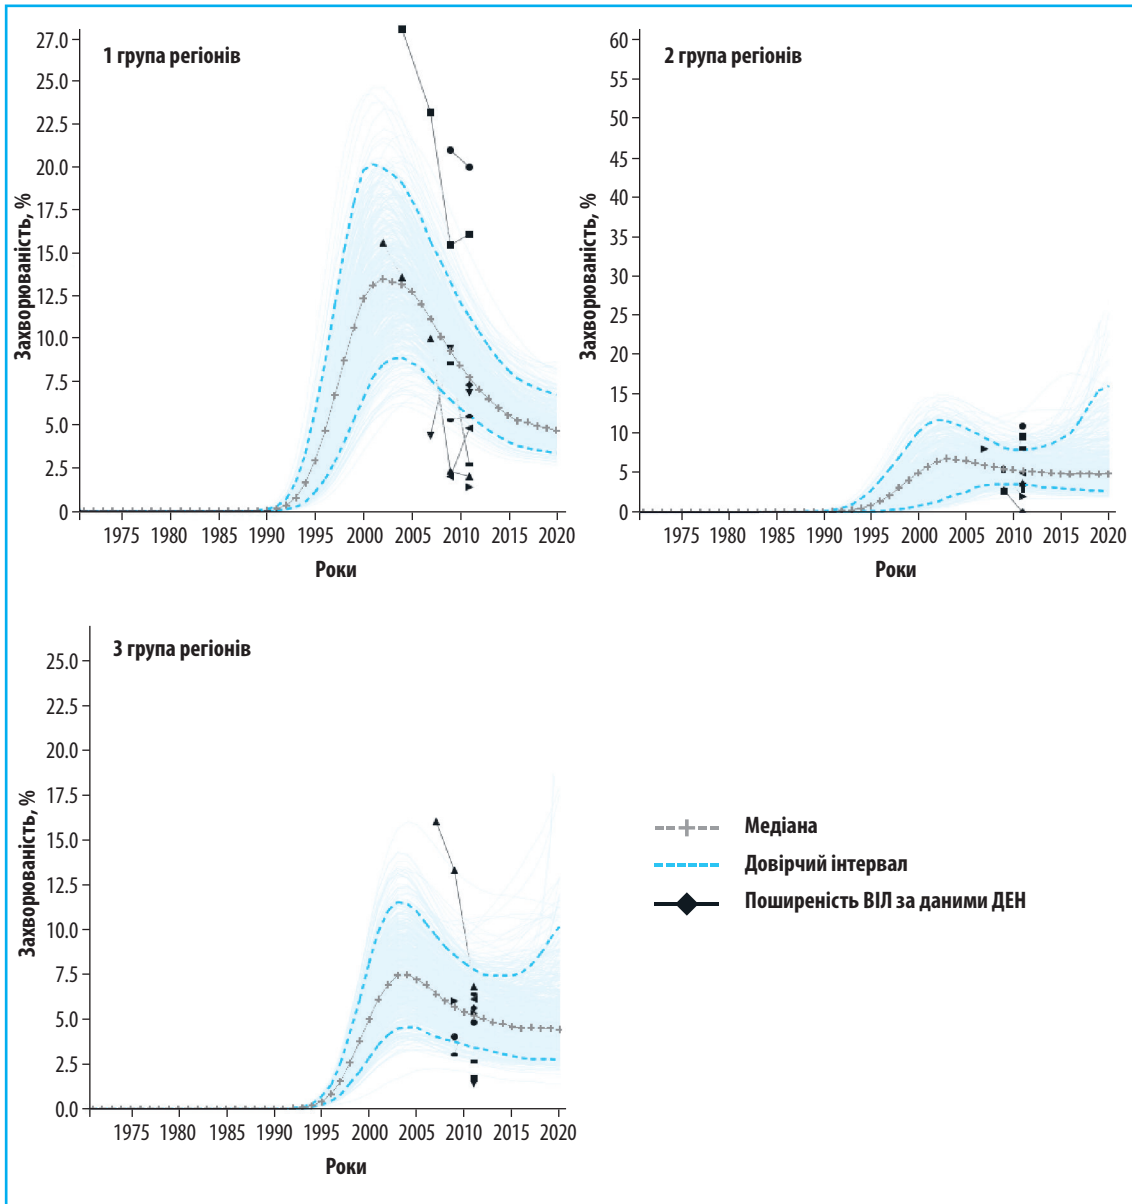 1 група регіонів
Захворюваність, %
27.0
25.0
22.5
20.0
17.5
15.0
12.5
10.0
7.5
5.0
2.5
0
1975 1980 1985 1990 1995 2000 2005 2010 2015 2020
Роки
2 група регіонів
Захворюваність, %
60
55
50
45
40
35
30
25
20
15
10
5
0
1975 1980 1985 1990 1995 2000 2005 2010 2015 2020
Роки
3 група регіонів
Захворюваність, %
25.0
22.5
20.0
17.5
15.0
12.5
10.0
7.5
5.0
2.5
0.0
1975 1980 1985 1990 1995 2000 2005 2010 2015 2020
Роки
Медіана
Довірчий інтервал
Поширеність ВІЛ за даними ДЕН